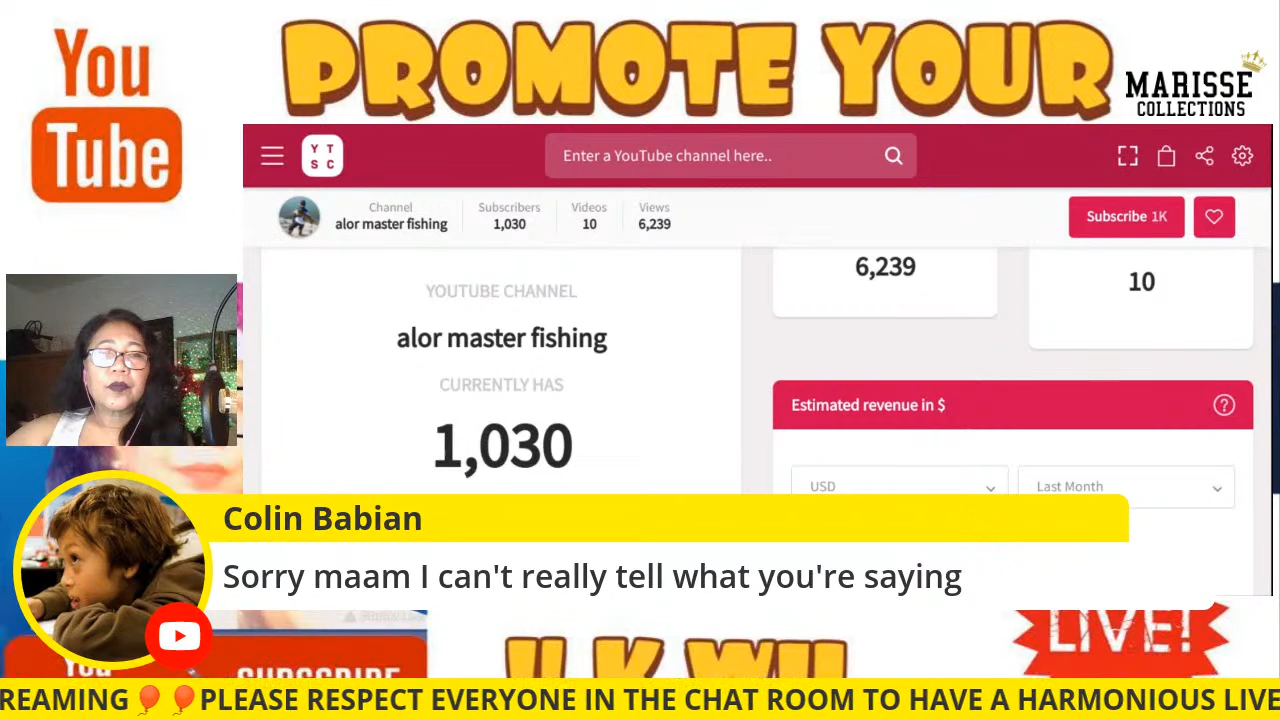 You
Tube
PROMOTE YOUR
MARISSE
COLLECTIONS
Y T
S C
Enter a YouTube channel here..
Channel
alor master fishing
Subscribers
1,030
Videos
10
Views
6,239
Subscribe 1K
6,239
10
YOUTUBE CHANNEL
alor master fishing
CURRENTLY HAS
1,030
Estimated revenue in $
?
USD
Last Month
Colin Babian
Sorry maam I can't really tell what you're saying
LIVE!
You
SUBSCRIBE
REAMING🎈🎈PLEASE RESPECT EVERYONE IN THE CHAT ROOM TO HAVE A HARMONIOUS LIVE